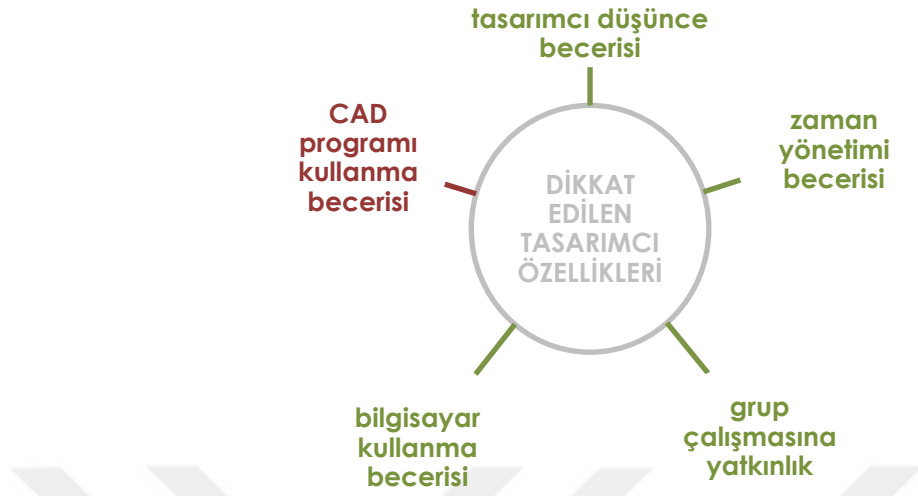 tasarımcı düşünce
becerisi
CAD
programı
kullanma
becerisi
zaman
yönetimi
becerisi
DİKKAT
EDİLEN
TASARIMCI
ÖZELLİKLERİ
bilgisayar
kullanma
becerisi
grup
çalışmasına
yatkınlık